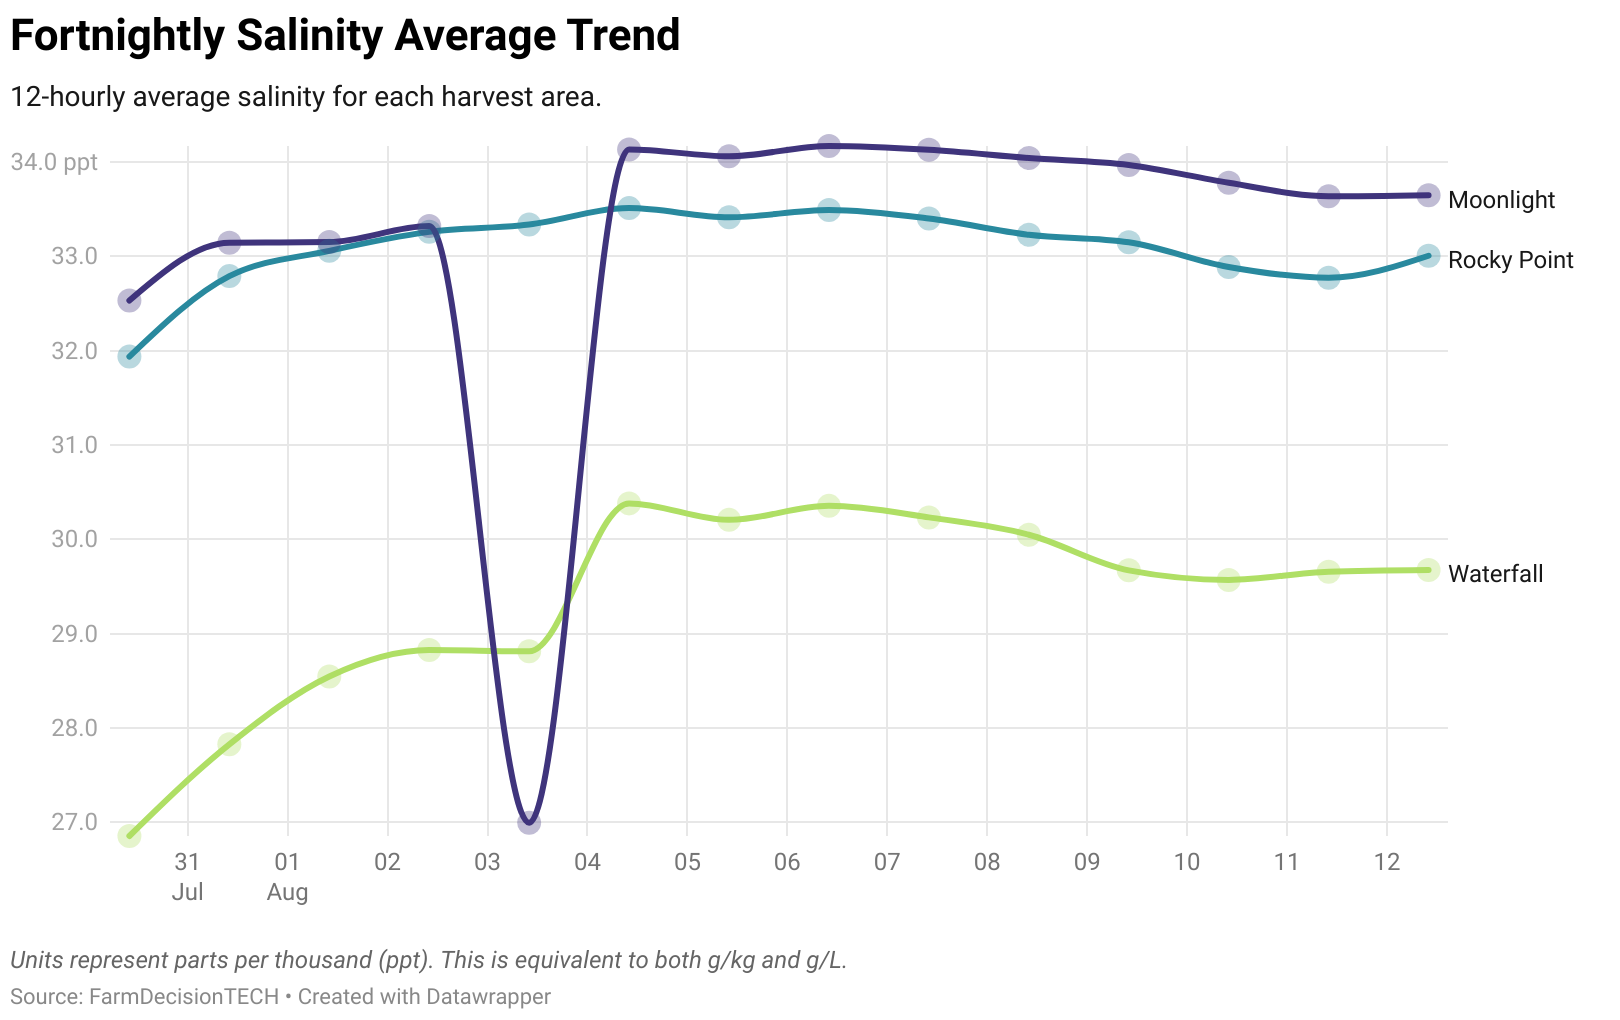 Fortnightly Salinity Average Trend
12-hourly average salinity for each harvest area.
34.0 ppt
33.0
32.0
31.0
30.0
29.0
28.0
27.0
Moonlight
Rocky Point
Waterfall
31 01 02 03 04 05 06 07 08 09 10 11 12
Jul Aug
Units represent parts per thousand (ppt). This is equivalent to both g/kg and g/L.
Source: FarmDecisionTECH • Created with Datawrapper